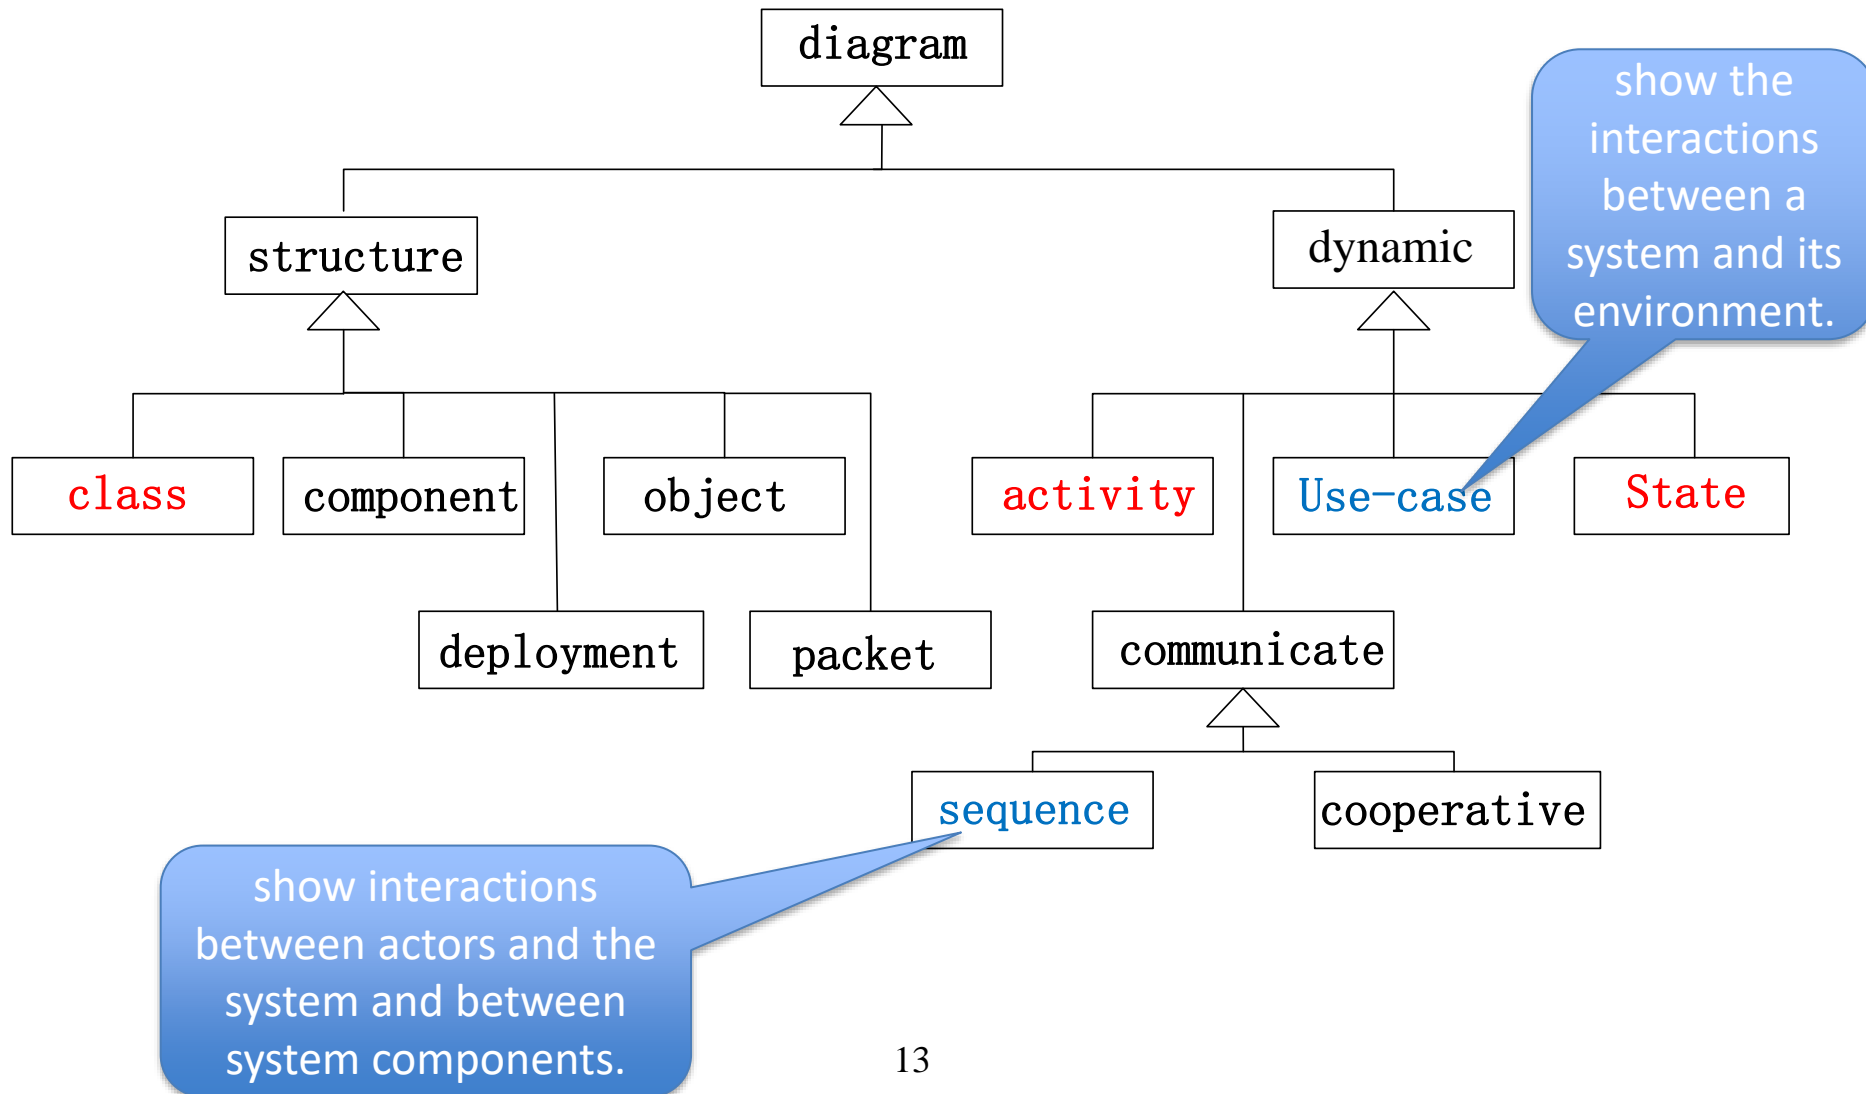 diagram
show the
interactions
between a
system and its
environment.
structure
dynamic
class
component
object
activity
Use-case
State
deployment
packet
communicate
sequence
cooperative
show interactions
between actors and the
system and between
system components.
13